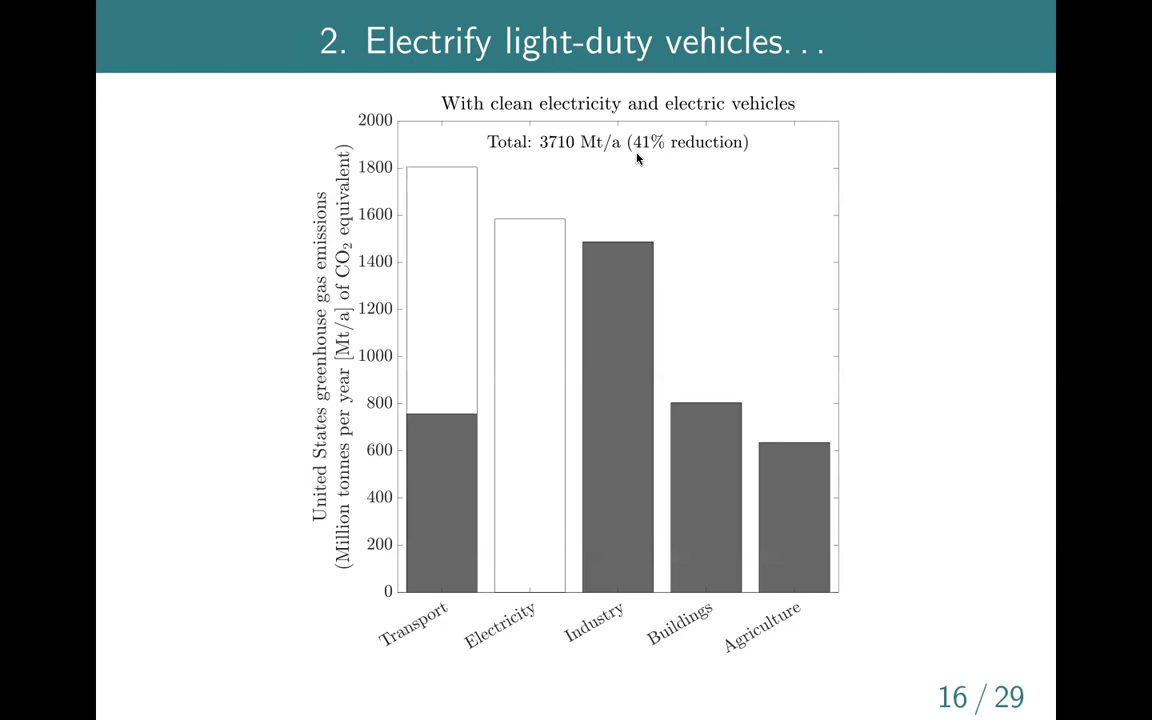 2. Electrify light-duty vehicles...
With clean electricity and electric vehicles
Total: 3710 Mt/a (41% reduction)
United States greenhouse gas emissions
(Million tonnes per year [Mt/a] of CO₂ equivalent)
2000
1800
1600
1400
1200
1000
800
600
400
200
0
Transport
Electricity
Industry
Buildings
Agriculture
16 / 29